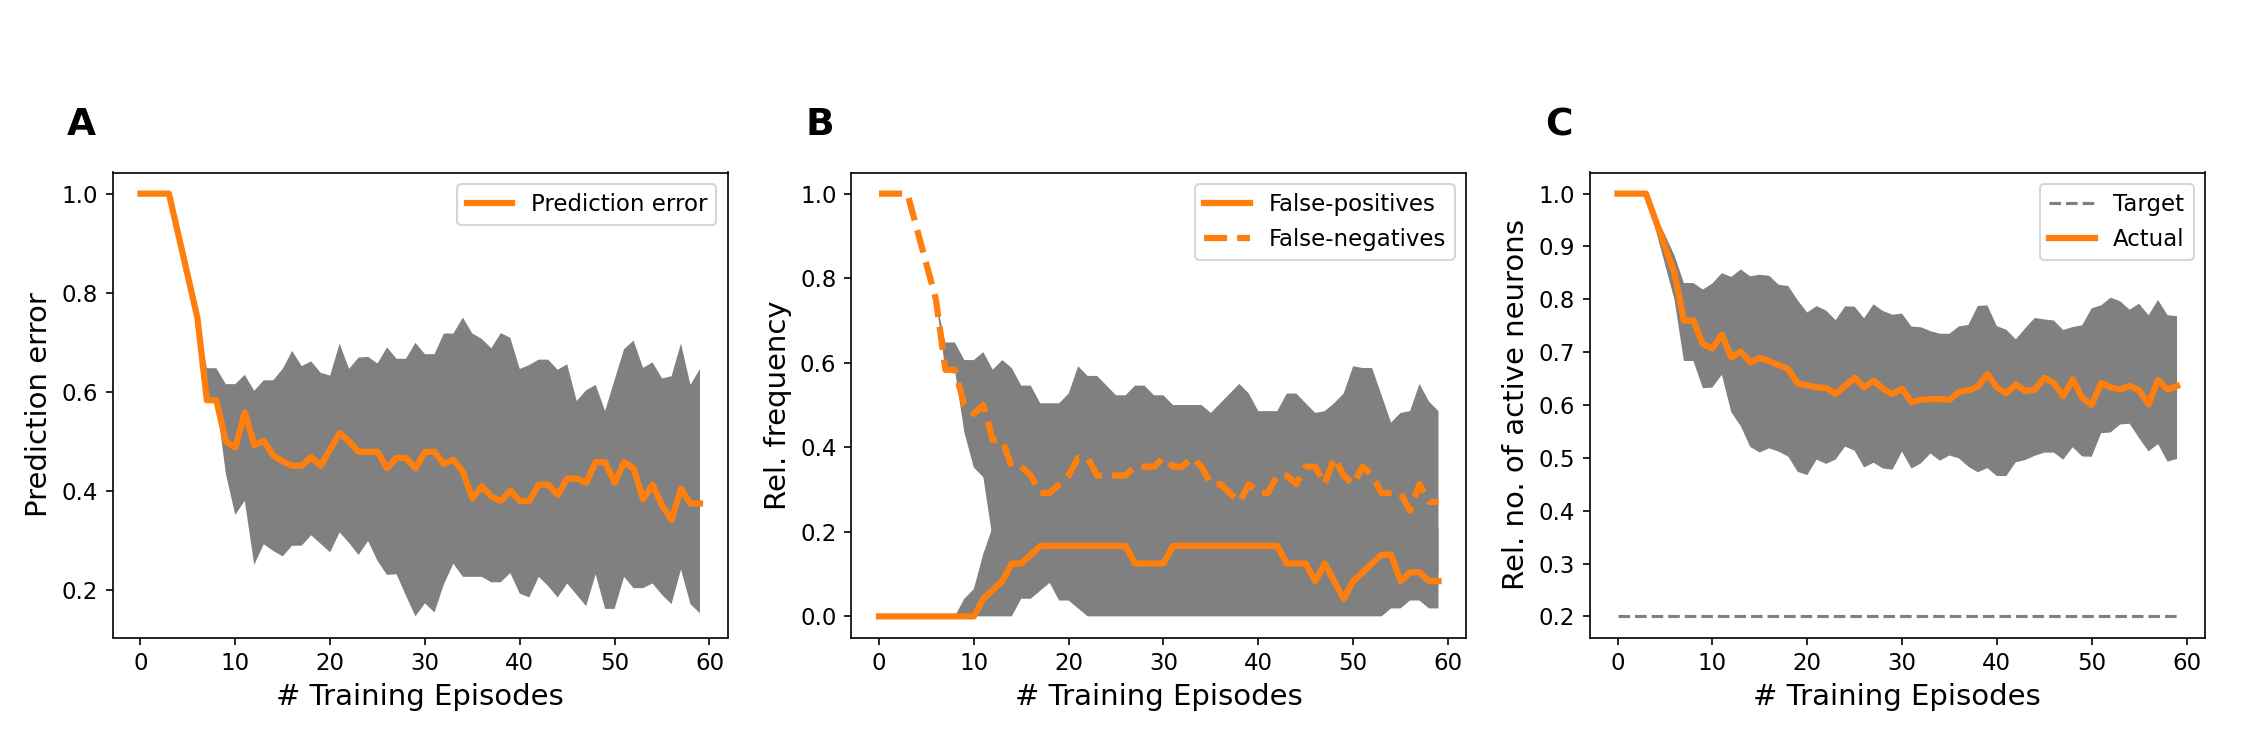 A
B
C
Prediction error
1.0
0.8
0.6
0.4
0.2
0
10
20
30
40
50
60
# Training Episodes
Prediction error
Rel. frequency
1.0
0.8
0.6
0.4
0.2
0.0
0
10
20
30
40
50
60
# Training Episodes
False-positives
False-negatives
Rel. no. of active neurons
1.0
0.9
0.8
0.7
0.6
0.5
0.4
0.3
0.2
0
10
20
30
40
50
60
# Training Episodes
Target
Actual